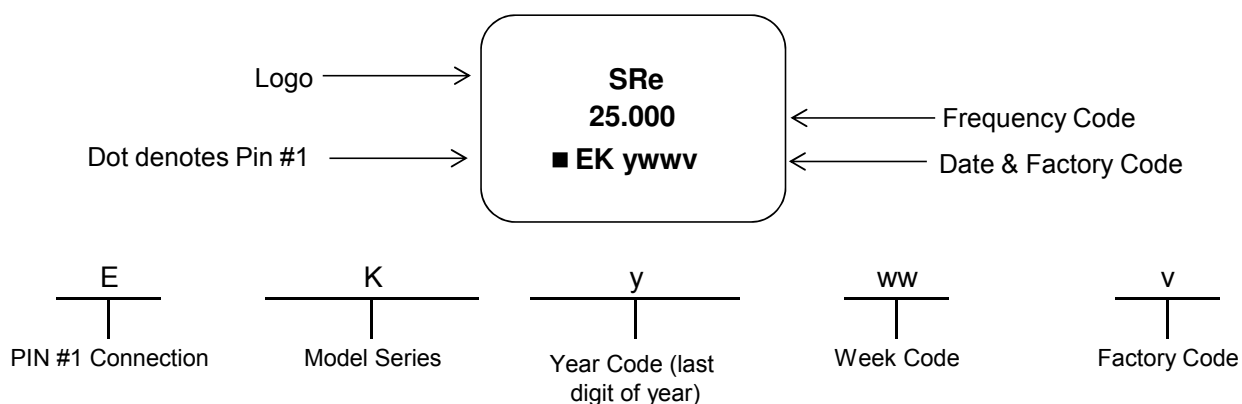 SRe
Logo
25.000
Frequency Code
Dot denotes Pin #1
■ EK ywwv
Date & Factory Code
E K y ww v
PIN #1 Connection Model Series Year Code (last Week Code Factory Code
digit of year)